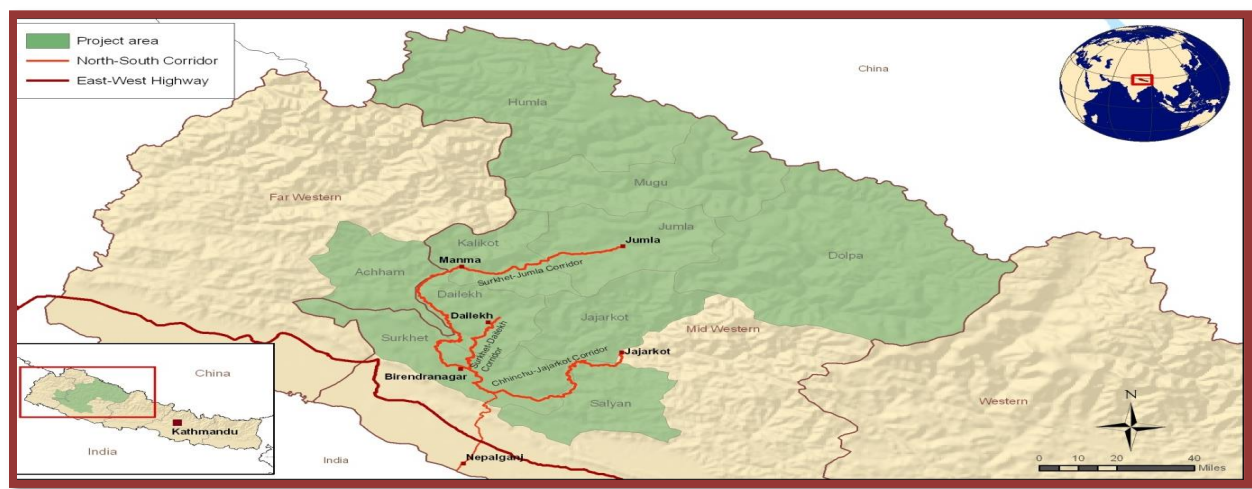 Project area
North-South Corridor
East-West Highway
China
Humla
Mugu
Far Western
Jumla
Jumla
Kalikot
Manma
Surkhet-Jumla Corridor
Dolpa
Achham
Dailekh
Dailekh
Jajarkot
Mid Western
Surkhet
Surkhet-Dailekh
Corridor
Jajarkot
Chhinchu-Jajarkot Corridor
Birendranagar
China
Salyan
Western
N
Kathmandu
India
India
Nepalganj
0 10 20 40
Miles